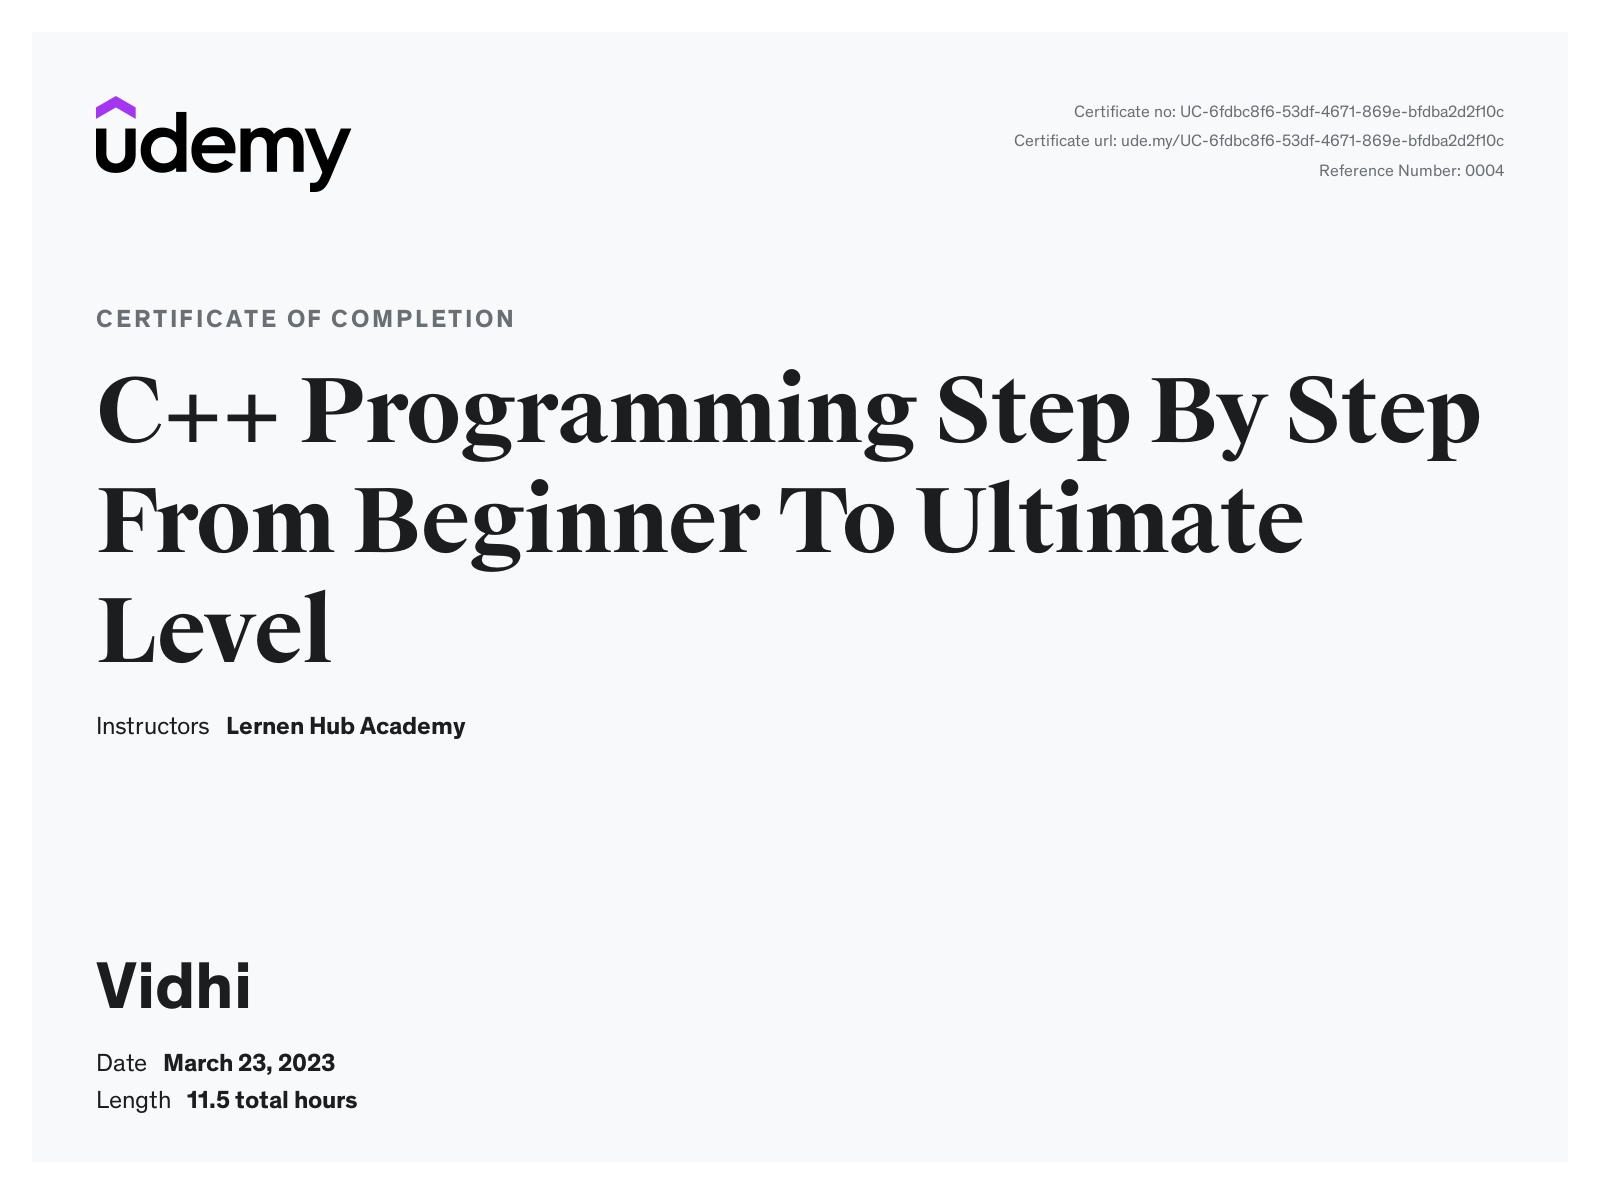 udemy
Certificate no: UC-6fdbc8f6-53df-4671-869e-bfdba2d2f10c
Certificate url: ude.my/UC-6fdbc8f6-53df-4671-869e-bfdba2d2f10c
Reference Number: 0004
CERTIFICATE OF COMPLETION
C++ Programming Step By Step
From Beginner To Ultimate
Level
Instructors Lernen Hub Academy
Vidhi
Date March 23, 2023
Length 11.5 total hours